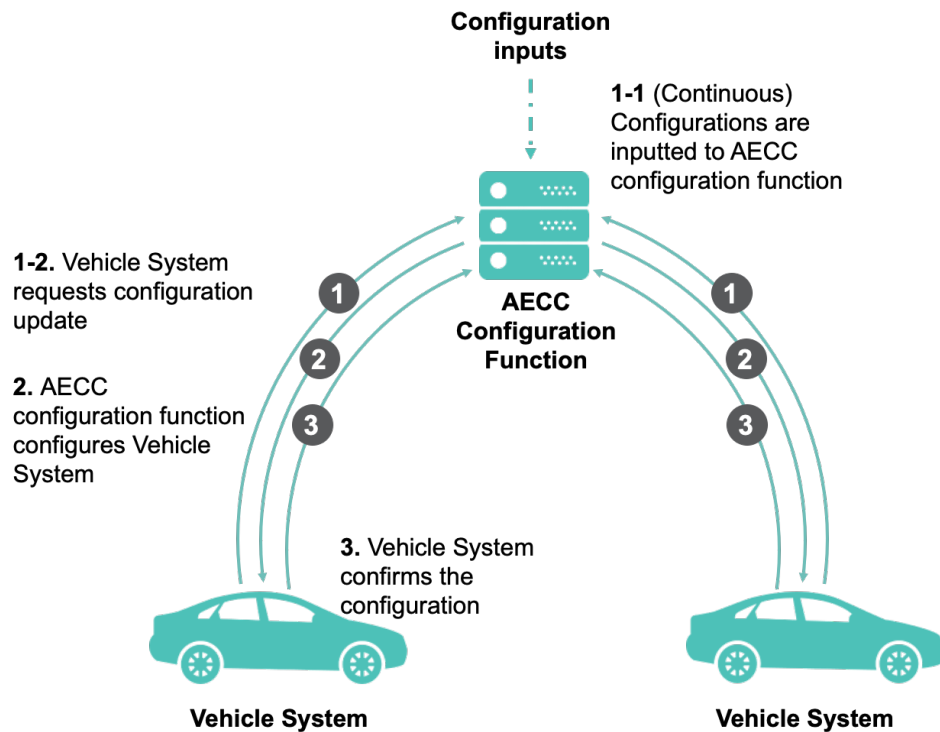 Configuration
inputs
1-1 (Continuous)
Configurations are
inputted to AECC
configuration function
1-2. Vehicle System
requests configuration
update
AECC
Configuration
Function
1
1
2
2
2. AECC
configuration function
configures Vehicle
System
3
3
3. Vehicle System
confirms the
configuration
Vehicle System
Vehicle System